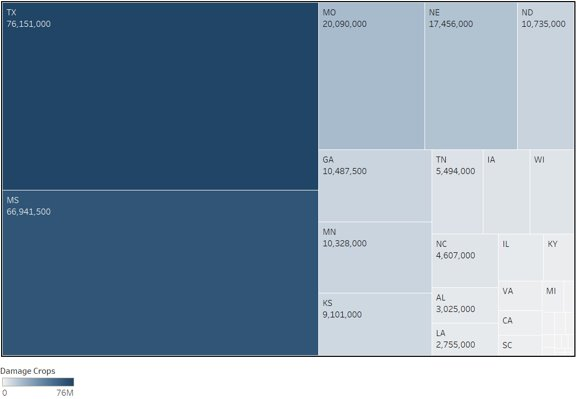 TX
76,151,000
MS
66,941,500
MO
20,090,000
NE
17,456,000
ND
10,735,000
GA
10,487,500
MN
10,328,000
KS
9,101,000
TN
5,494,000
IA
WI
NC
4,607,000
AL
3,025,000
LA
2,755,000
IL
KY
VA
MI
CA
SC
Damage Crops
0
76M